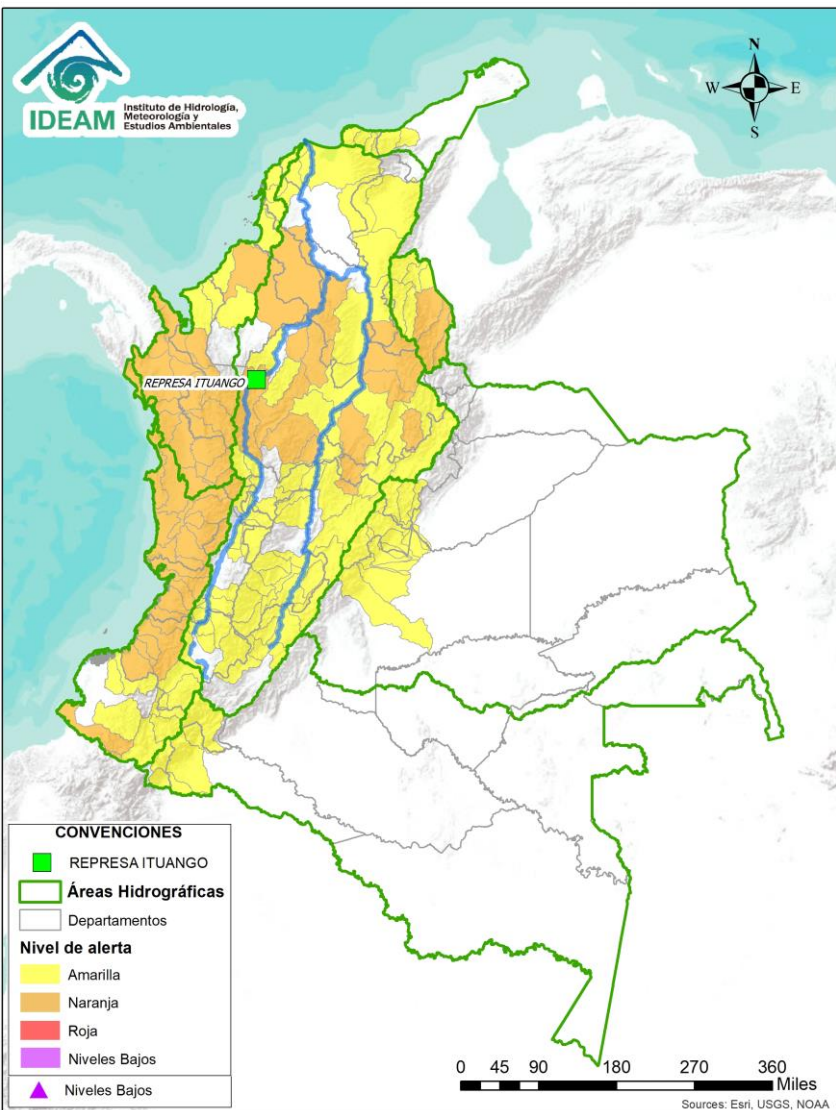 IDEAM
Instituto de Hidrología,
Meteorología y
Estudios Ambientales
N
W
E
S
REPRESA ITUANGO
CONVENCIONES
REPRESA ITUANGO
Áreas Hidrográficas
Departamentos
Nivel de alerta
Amarilla
Naranja
Roja
Niveles Bajos
Niveles Bajos
0 45 90 180 270 360
Miles
Sources: Esri, USGS, NOAA